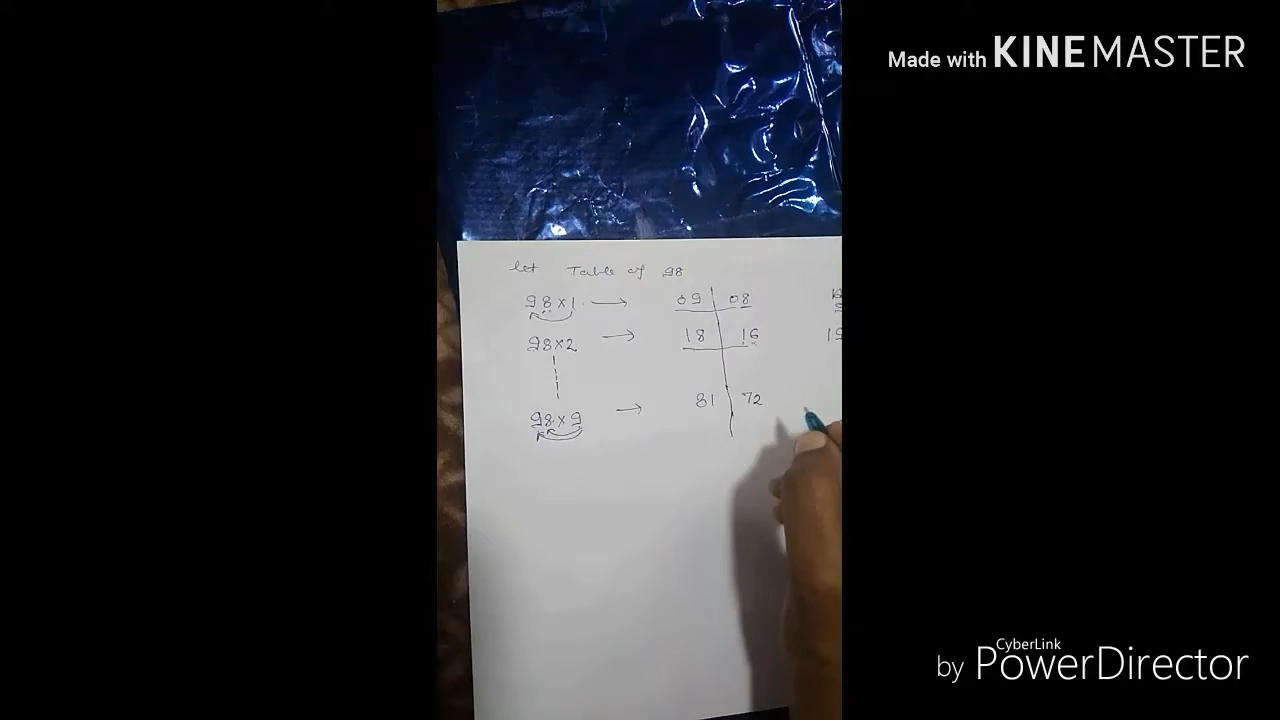 Made with KINEMASTER
let Table of 98
98×1 → 09 08
98×2 → 18 16 19
98×9 → 81 72
CyberLink
by PowerDirector